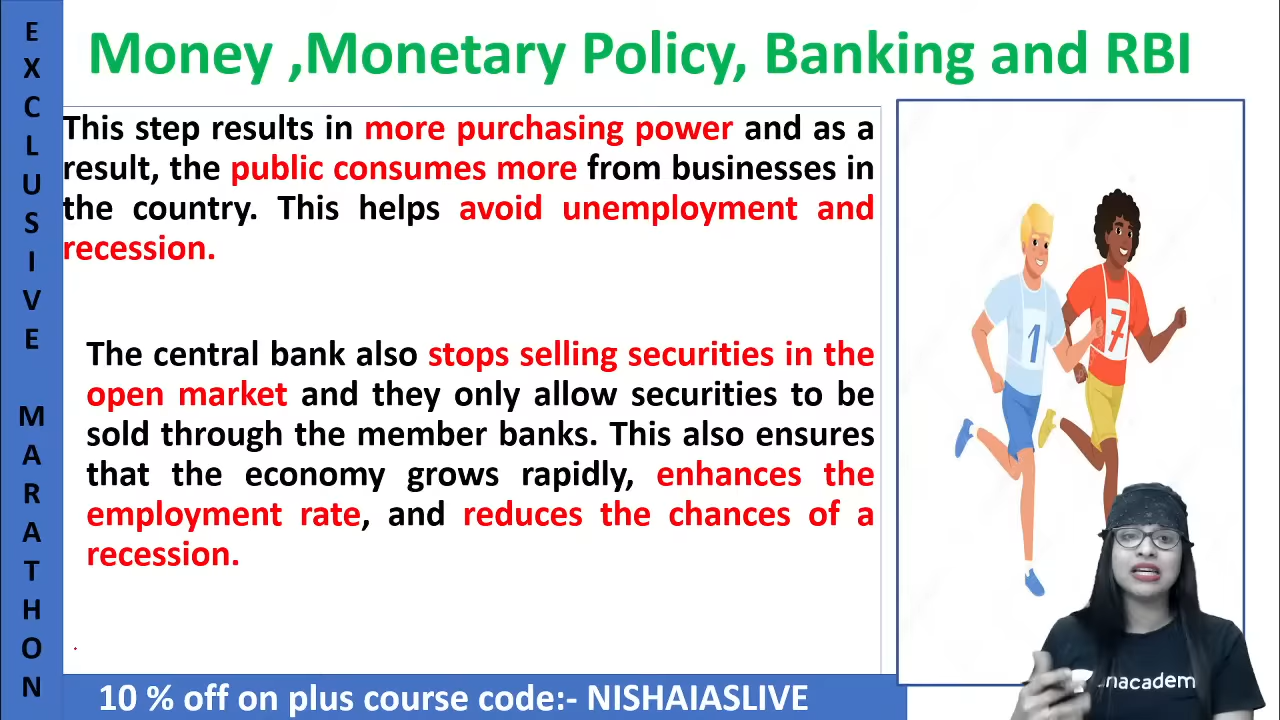 Money ,Monetary Policy, Banking and RBI
EXCLUSIVE MARATHON
This step results in more purchasing power and as a
result, the public consumes more from businesses in
the country. This helps avoid unemployment and
recession.
The central bank also stops selling securities in the
open market and they only allow securities to be
sold through the member banks. This also ensures
that the economy grows rapidly, enhances the
employment rate, and reduces the chances of a
recession.
1
7
nacadem
10 % off on plus course code:- NISHAIASLIVE